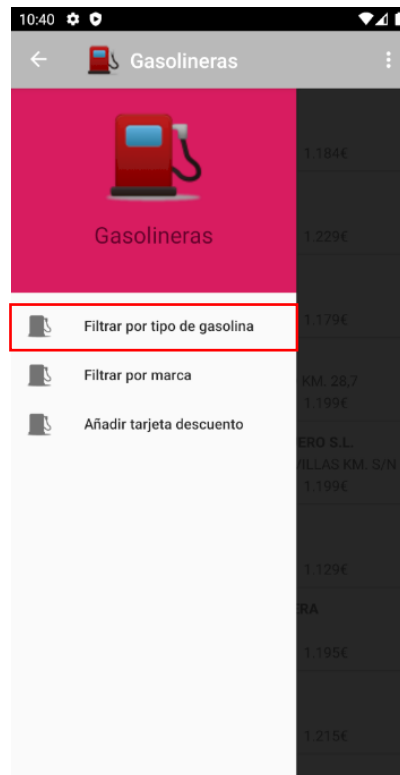 10:40
Gasolineras
1.184€
Gasolineras
1.229€
Filtrar por tipo de gasolina
1.179€
Filtrar por marca
KM. 28,7
1.199€
Añadir tarjeta descuento
ERO S.L.
VILLAS KM. S/N
1.199€
1.129€
ERA
1.195€
1.215€